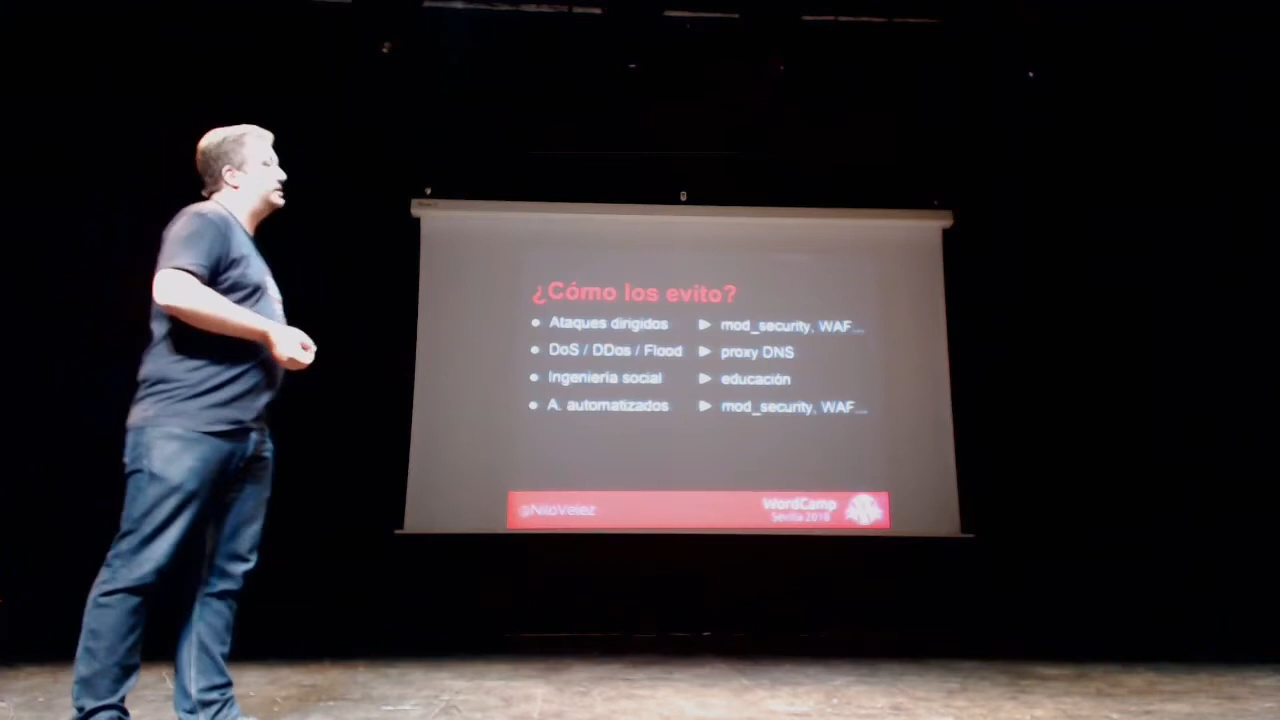 ¿Cómo los evito?
● Ataques dirigidos ► mod_security, WAF...
● DoS / DDos / Flood ► proxy DNS
● Ingeniería social ► educación
● A. automatizados ► mod_security, WAF...
@NiloVelez
WordCamp
Sevilla 2018